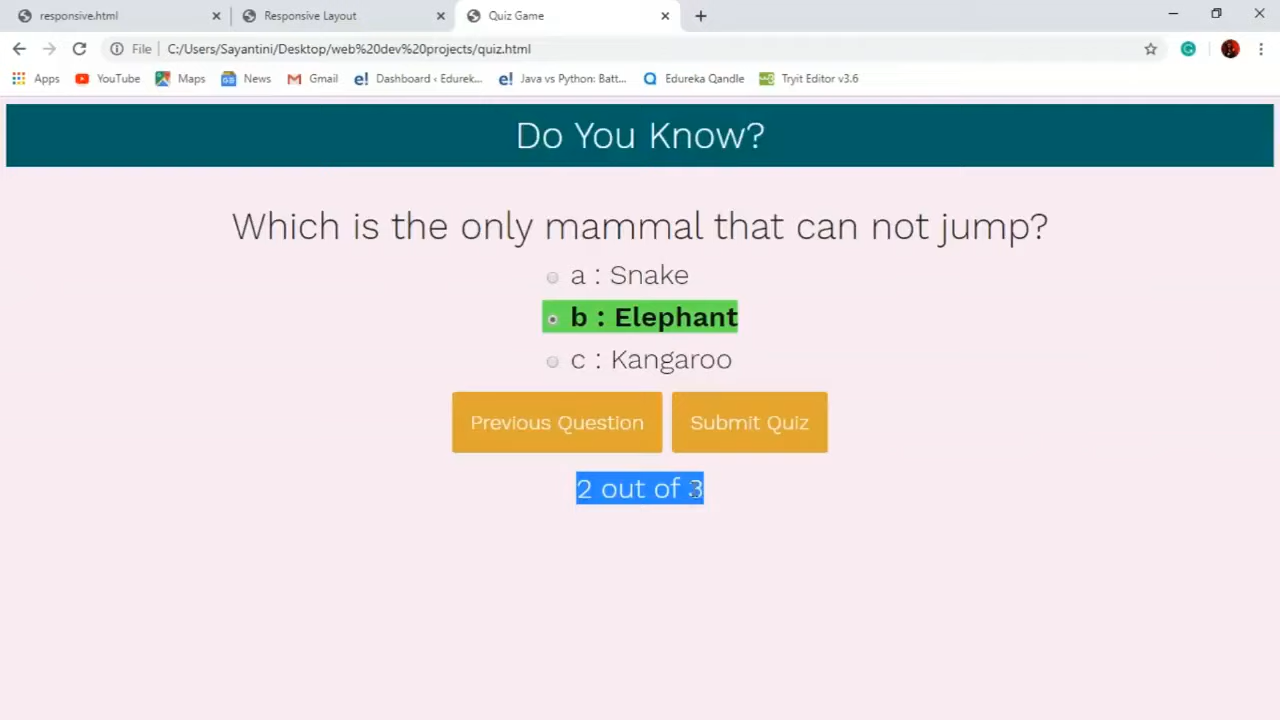 responsive.html
Responsive Layout
Quiz Game
File
C:/Users/Sayantini/Desktop/web%20dev%20projects/quiz.html
Apps
YouTube
Maps
News
Gmail
Dashboard ‹ Edurek...
Java vs Python: Batt...
Edureka Qandle
Tryit Editor v3.6
Do You Know?
Which is the only mammal that can not jump?
a : Snake
b : Elephant
c : Kangaroo
Previous Question
Submit Quiz
2 out of 3